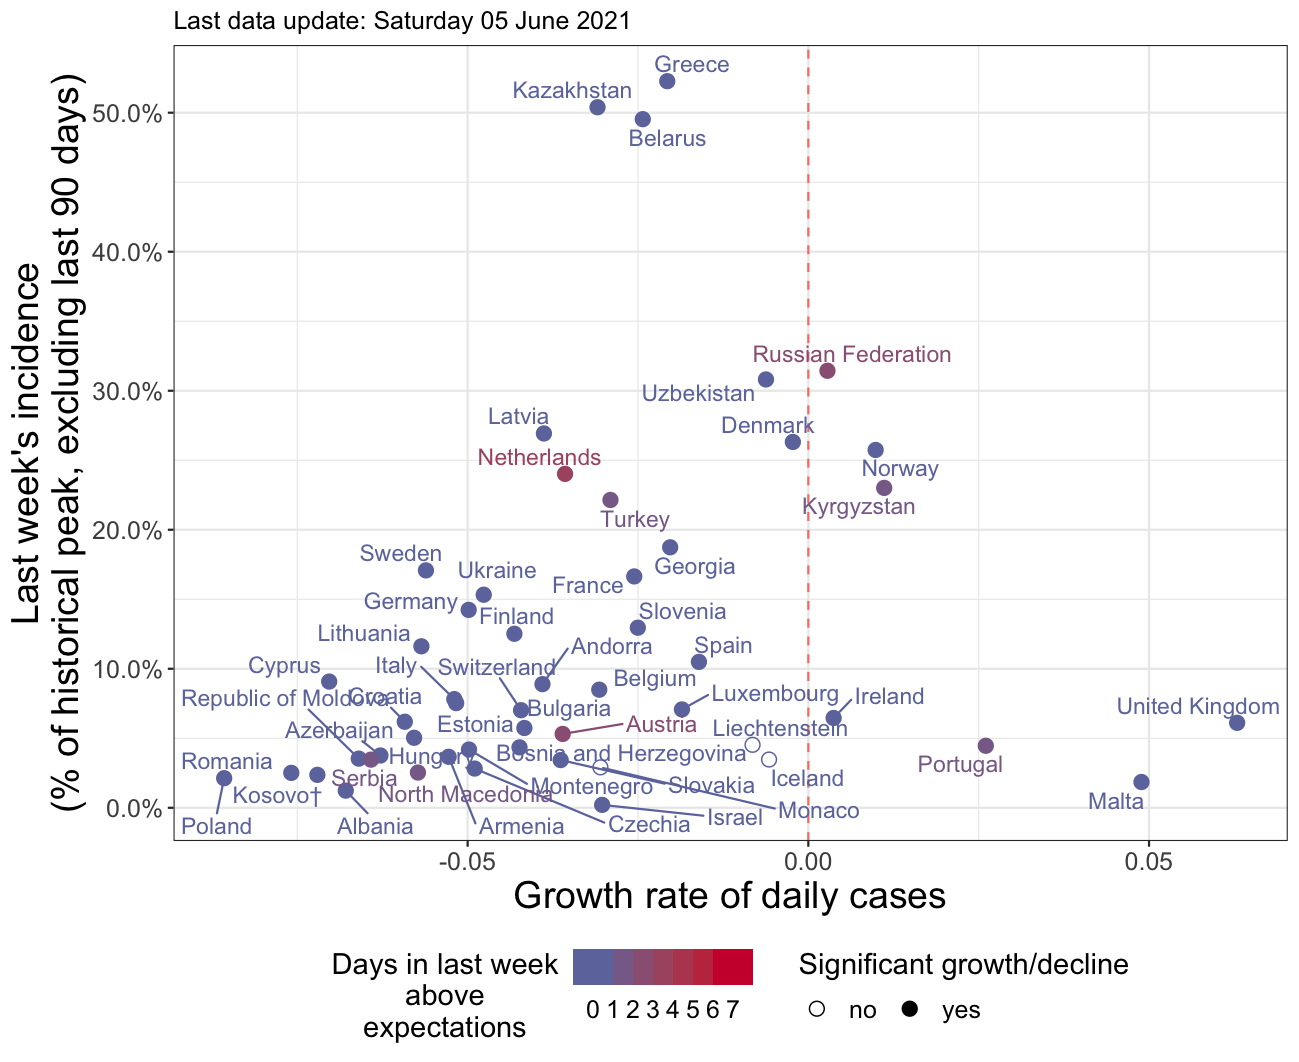 Last data update: Saturday 05 June 2021
Last week's incidence
(% of historical peak, excluding last 90 days)
50.0%
40.0%
30.0%
20.0%
10.0%
0.0%
Greece
Kazakhstan
Belarus
Russian Federation
Uzbekistan
Latvia
Denmark
Netherlands
Norway
Kyrgyzstan
Turkey
Sweden
Georgia
Ukraine
France
Germany
Finland
Slovenia
Lithuania
Andorra
Spain
Cyprus
Italy
Switzerland
Belgium
Republic of Moldova
Croatia
Luxembourg
Ireland
Bulgaria
United Kingdom
Azerbaijan
Estonia
Austria
Liechtenstein
Hungary
Bosnia and Herzegovina
Romania
Portugal
Serbia
Iceland
Kosovo†
North Macedonia
Montenegro
Slovakia
Malta
Monaco
Poland
Albania
Armenia
Czechia
Israel
-0.05
0.00
0.05
Growth rate of daily cases
Days in last week
above
expectations
0 1 2 3 4 5 6 7
Significant growth/decline
no
yes